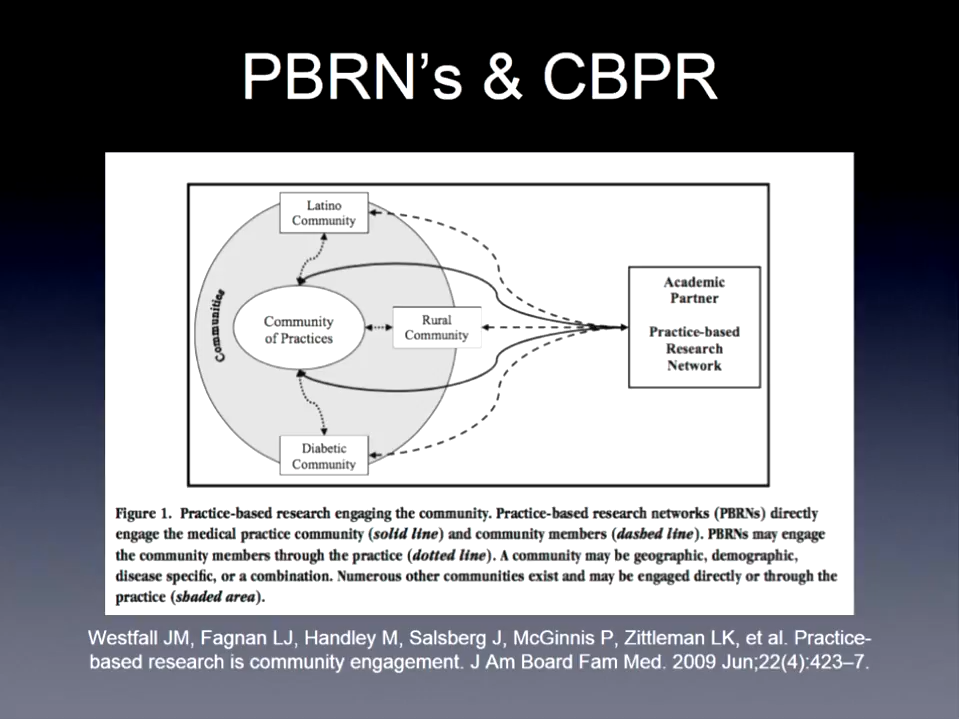 PBRN's & CBPR
Latino
Community
Communities
Community
of Practices
Rural
Community
Diabetic
Community
Academic
Partner
Practice-based
Research
Network
Figure 1. Practice-based research engaging the community. Practice-based research networks (PBRNs) directly
engage the medical practice community (solid line) and community members (dashed line). PBRNs may engage
the community members through the practice (dotted line). A community may be geographic, demographic,
disease specific, or a combination. Numerous other communities exist and may be engaged directly or through the
practice (shaded area).
Westfall JM, Fagnan LJ, Handley M, Salsberg J, McGinnis P, Zittleman LK, et al. Practice-
based research is community engagement. J Am Board Fam Med. 2009 Jun;22(4):423–7.